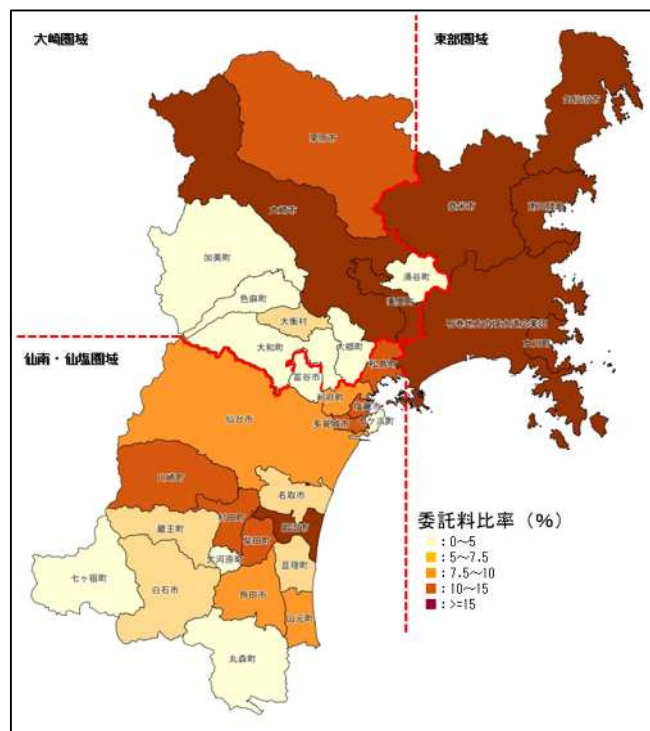 大崎圏域
東部圏域
気仙沼市
栗原市
登米市
南三陸町
大崎市
加美町
涌谷町
美里町
色麻町
大衡村
石巻地方広域水道企業団
女川町
大和町
大郷町
仙南・仙塩圏域
松島町
富谷市
利府町
塩竈市
仙台市
七ヶ浜町
多賀城市
川崎町
名取市
村田町
岩沼市
蔵王町
柴田町
大河原町
亘理町
七ヶ宿町
白石市
角田市
山元町
丸森町
委託料比率（％）
：0～5
：5～7.5
：7.5～10
：10～15
：>=15